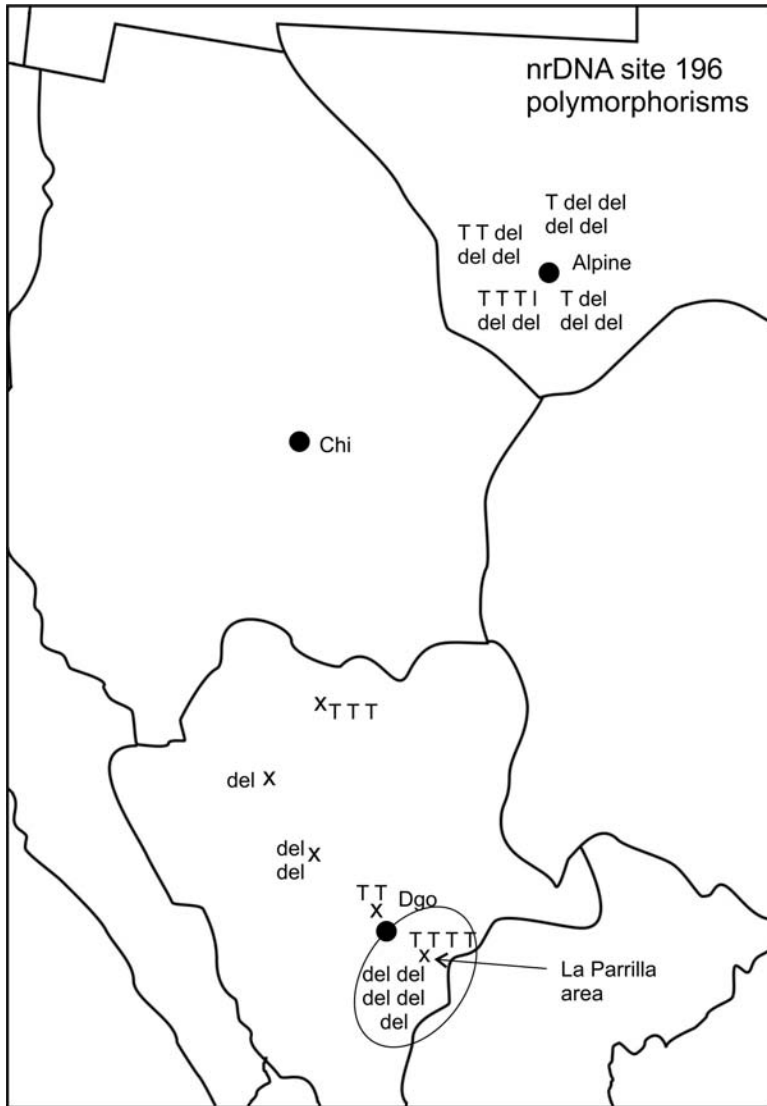 nrDNA site 196
polymorphorisms
T del del
del del
T T del
del del
Alpine
T T T I
del del
T del
del del
Chi
x T T T
del x
del x
del
T T
x
Dgo
T T T T
x
del del
del del
del
La Parrilla
area